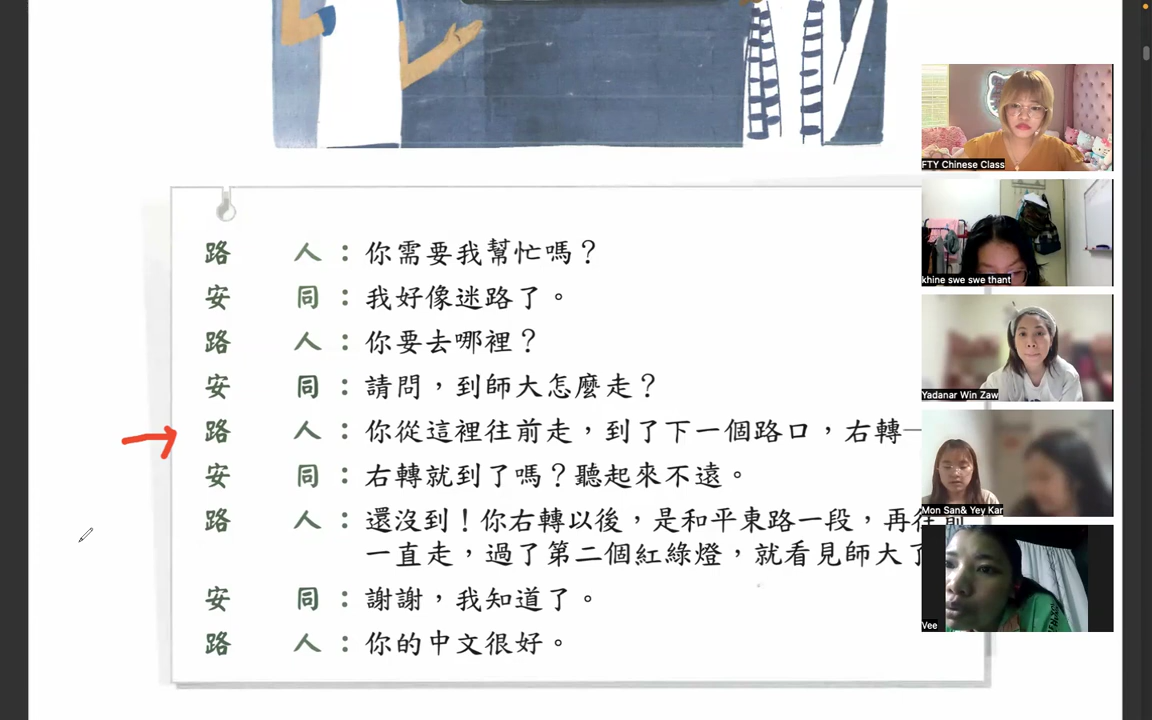 路人：你需要我幫忙嗎？
安同：我好像迷路了。
路人：你要去哪裡？
安同：請問，到師大怎麼走？
路人：你從這裡往前走，到了下一個路口，右轉—
安同：右轉就到了嗎？聽起來不遠。
路人：還沒到！你右轉以後，是和平東路一段，再往前
一直走，過了第二個紅綠燈，就看見師大了
安同：謝謝，我知道了。
路人：你的中文很好。
FTY Chinese Class
khine swe swe thant
Yadanar Win Zaw
Mon San& Yey Kar
Vee